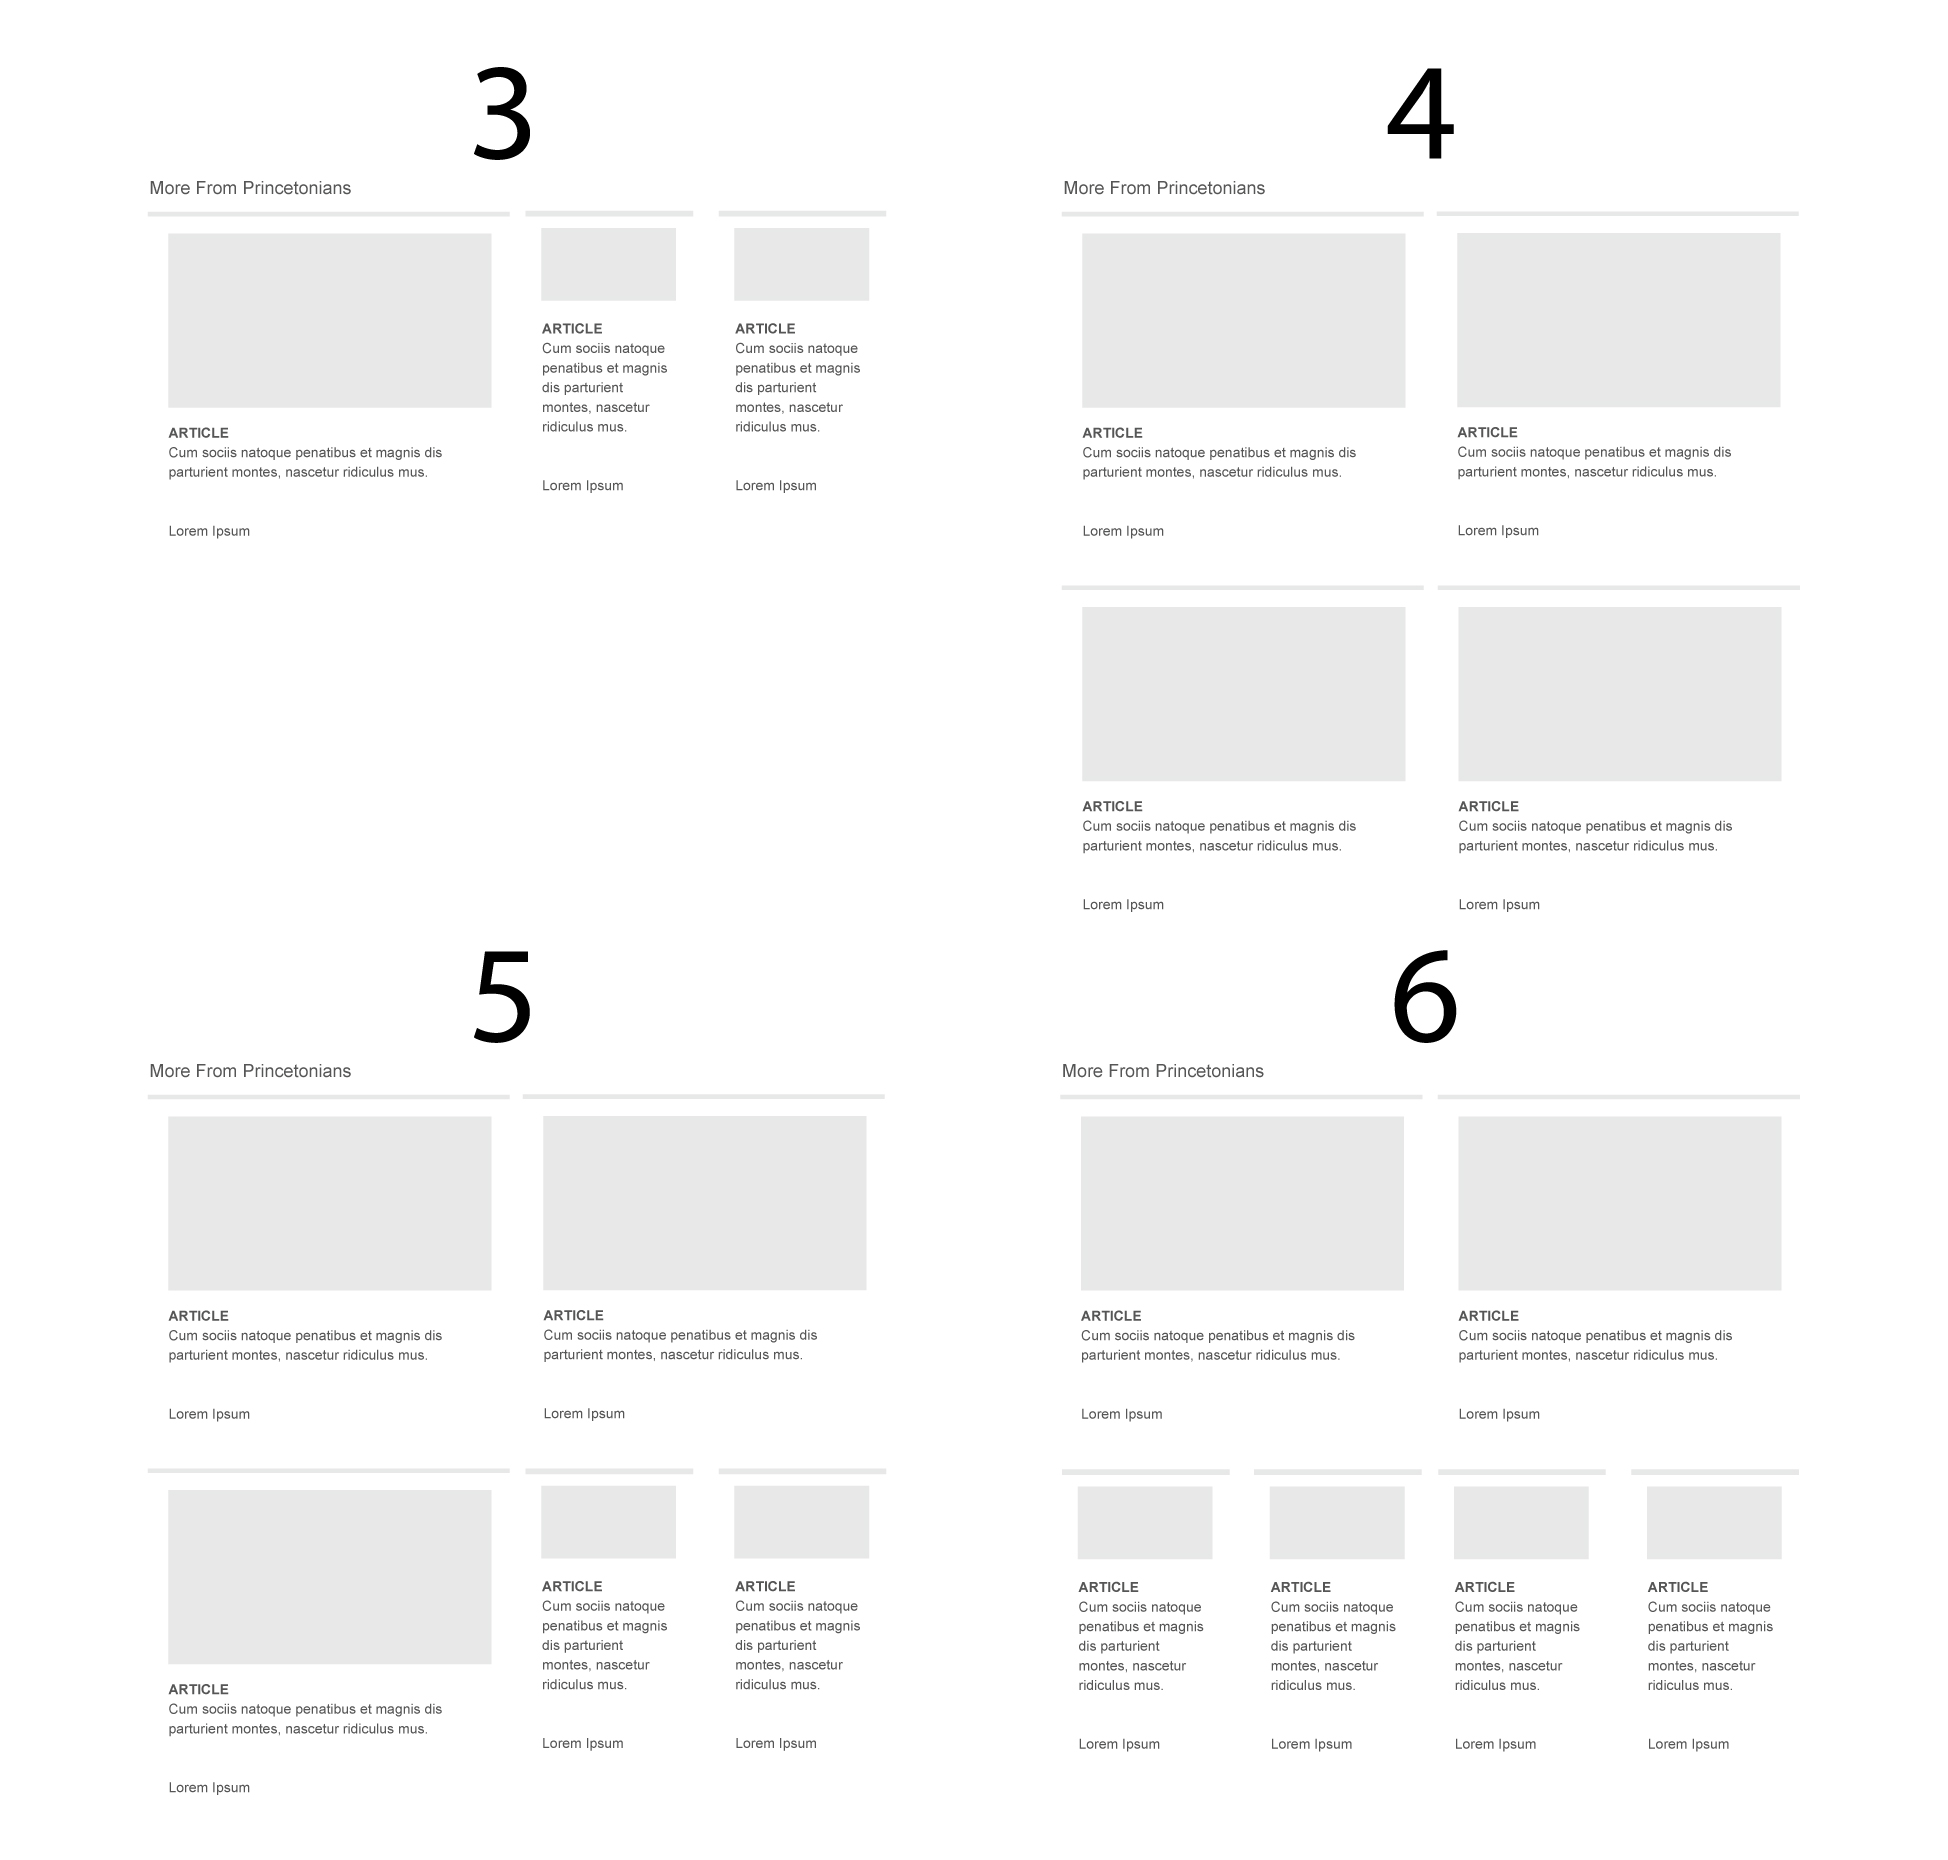 3
More From Princetonians
ARTICLE
Cum sociis natoque penatibus et magnis dis
parturient montes, nascetur ridiculus mus.
Lorem Ipsum
ARTICLE
Cum sociis natoque
penatibus et magnis
dis parturient
montes, nascetur
ridiculus mus.
Lorem Ipsum
ARTICLE
Cum sociis natoque
penatibus et magnis
dis parturient
montes, nascetur
ridiculus mus.
Lorem Ipsum
4
More From Princetonians
ARTICLE
Cum sociis natoque penatibus et magnis dis
parturient montes, nascetur ridiculus mus.
Lorem Ipsum
ARTICLE
Cum sociis natoque penatibus et magnis dis
parturient montes, nascetur ridiculus mus.
Lorem Ipsum
ARTICLE
Cum sociis natoque penatibus et magnis dis
parturient montes, nascetur ridiculus mus.
Lorem Ipsum
ARTICLE
Cum sociis natoque penatibus et magnis dis
parturient montes, nascetur ridiculus mus.
Lorem Ipsum
5
More From Princetonians
ARTICLE
Cum sociis natoque penatibus et magnis dis
parturient montes, nascetur ridiculus mus.
Lorem Ipsum
ARTICLE
Cum sociis natoque penatibus et magnis dis
parturient montes, nascetur ridiculus mus.
Lorem Ipsum
ARTICLE
Cum sociis natoque penatibus et magnis dis
parturient montes, nascetur ridiculus mus.
Lorem Ipsum
ARTICLE
Cum sociis natoque
penatibus et magnis
dis parturient
montes, nascetur
ridiculus mus.
Lorem Ipsum
ARTICLE
Cum sociis natoque
penatibus et magnis
dis parturient
montes, nascetur
ridiculus mus.
Lorem Ipsum
6
More From Princetonians
ARTICLE
Cum sociis natoque penatibus et magnis dis
parturient montes, nascetur ridiculus mus.
Lorem Ipsum
ARTICLE
Cum sociis natoque penatibus et magnis dis
parturient montes, nascetur ridiculus mus.
Lorem Ipsum
ARTICLE
Cum sociis natoque
penatibus et magnis
dis parturient
montes, nascetur
ridiculus mus.
Lorem Ipsum
ARTICLE
Cum sociis natoque
penatibus et magnis
dis parturient
montes, nascetur
ridiculus mus.
Lorem Ipsum
ARTICLE
Cum sociis natoque
penatibus et magnis
dis parturient
montes, nascetur
ridiculus mus.
Lorem Ipsum
ARTICLE
Cum sociis natoque
penatibus et magnis
dis parturient
montes, nascetur
ridiculus mus.
Lorem Ipsum